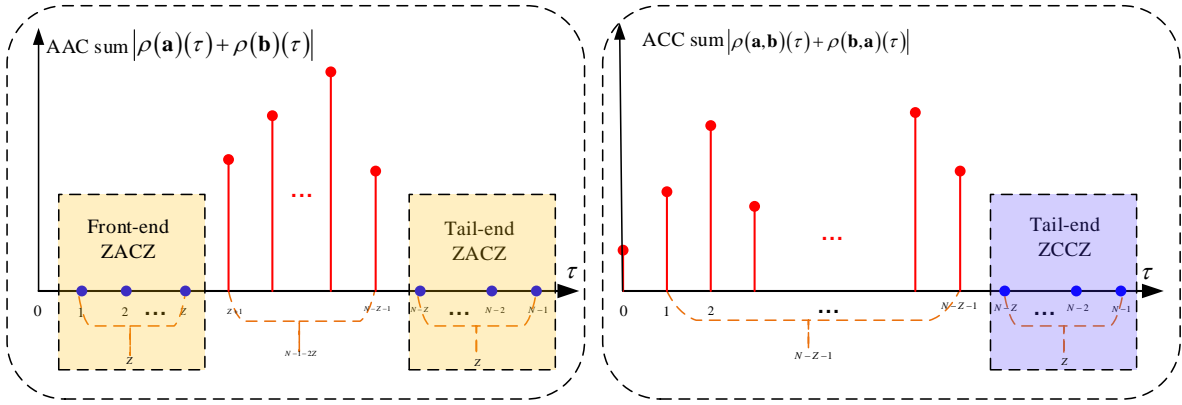 AAC sum |ρ(a)(τ) + ρ(b)(τ)|
Front-end
ZACZ
...
Tail-end
ZACZ
τ
0
1
2
...
Z
Z+1
N−Z−1
N−Z
...
N−2
N−1
Z
N−1−2Z
Z
ACC sum |ρ(a,b)(τ) + ρ(b,a)(τ)|
...
Tail-end
ZCCZ
τ
0
1
2
...
N−Z−1
N−Z
...
N−2
N−1
N−Z−1
Z